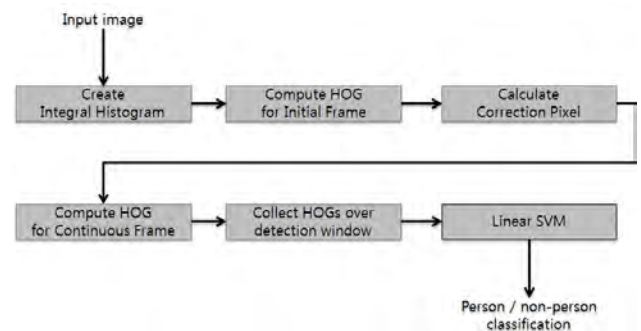 Input image
Create
Integral Histogram
Compute HOG
for Initial Frame
Calculate
Correction Pixel
Compute HOG
for Continuous Frame
Collect HOGs over
detection window
Linear SVM
Person / non-person
classification